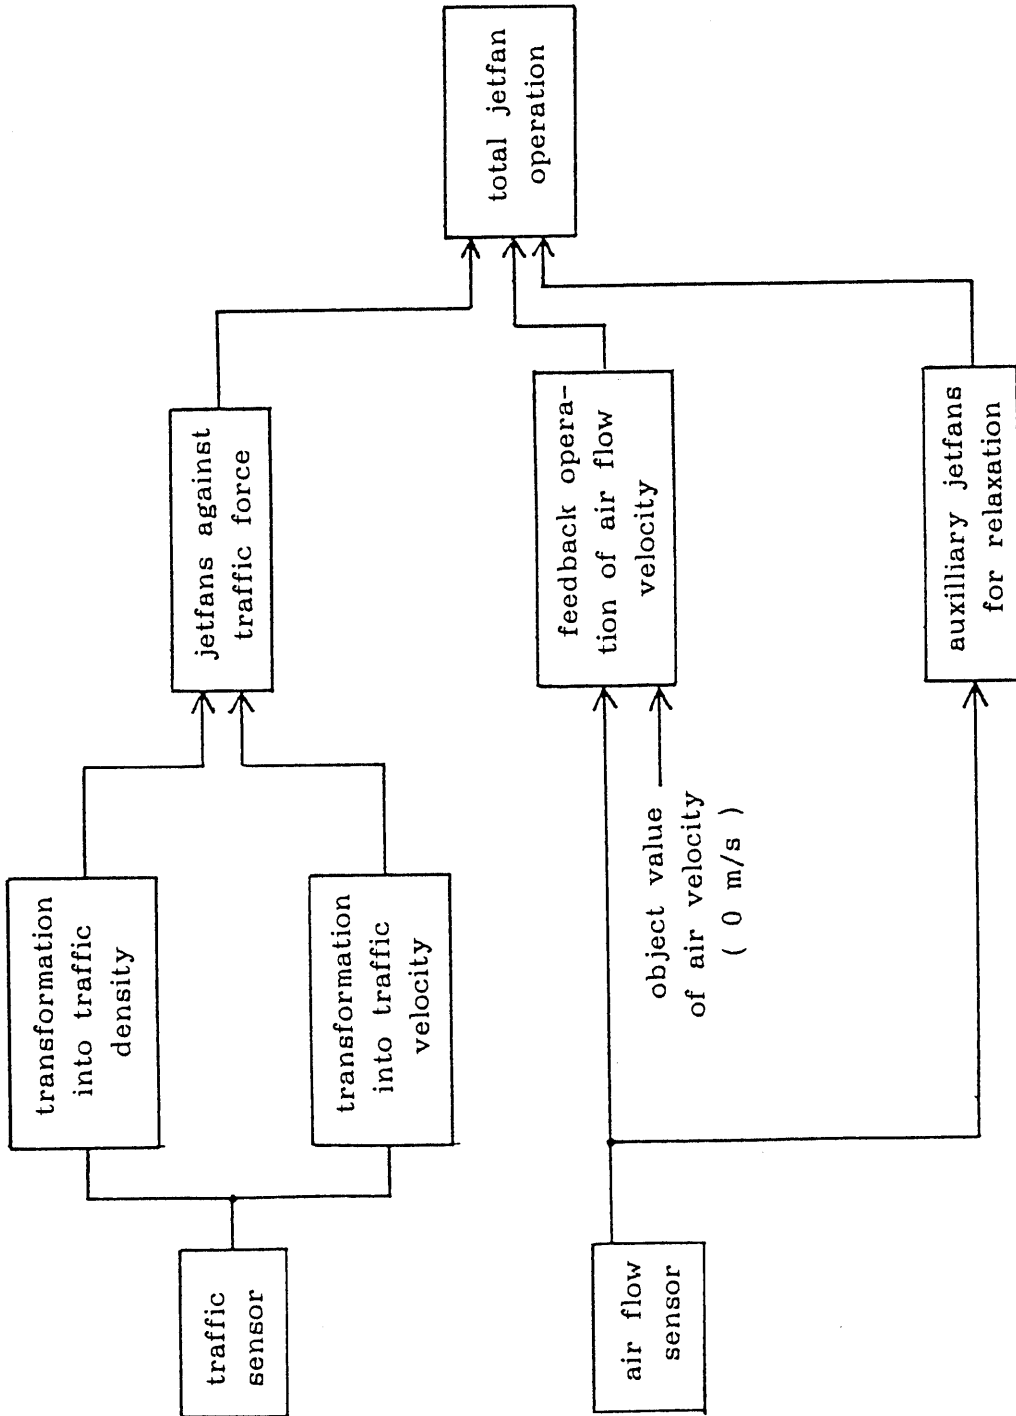 traffic
sensor
transformation
into traffic
density
transformation
into traffic
velocity
jetfans against
traffic force
air flow
sensor
object value
of air velocity
( 0 m/s )
feedback opera-
tion of air flow
velocity
auxilliary jetfans
for relaxation
total jetfan
operation